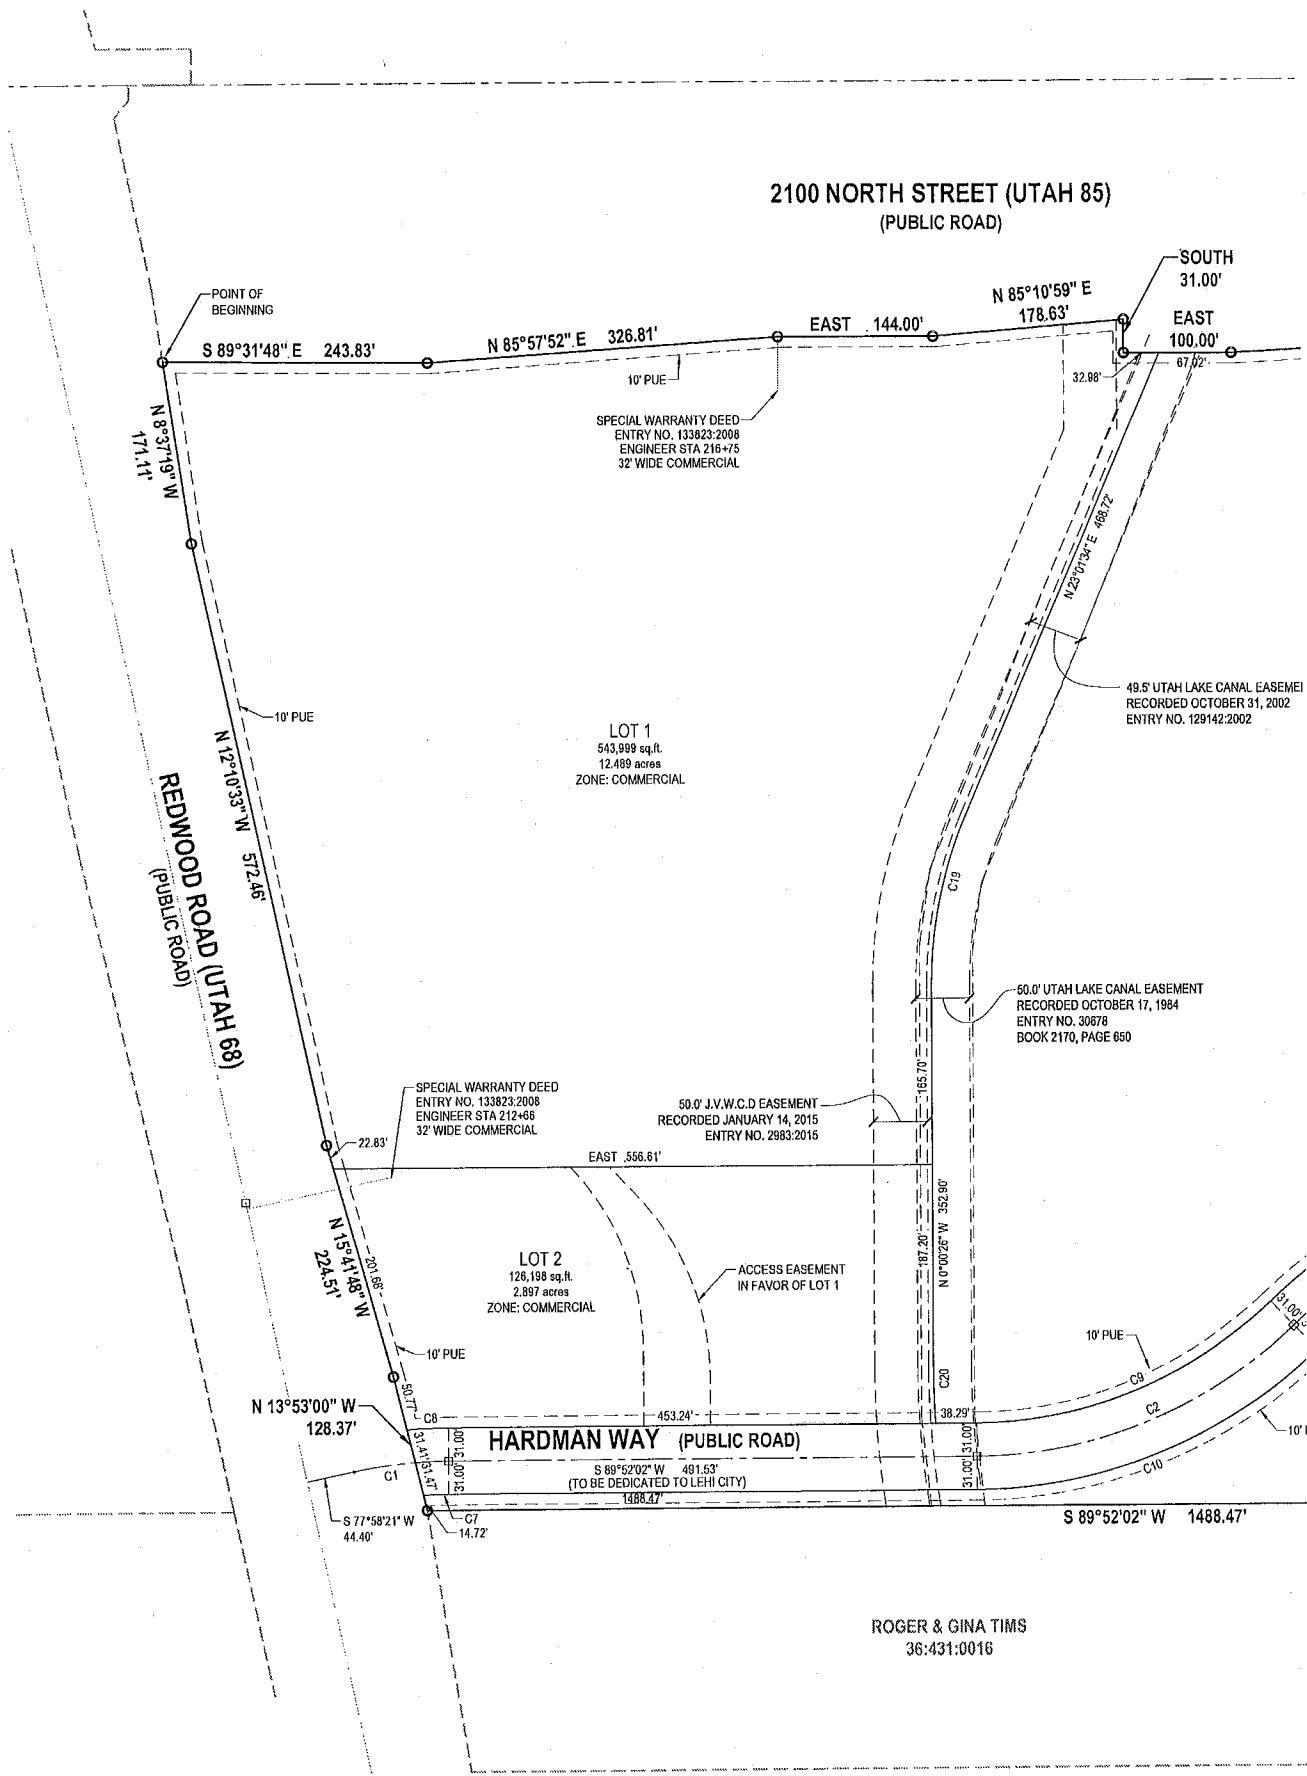 2100 NORTH STREET (UTAH 85)
(PUBLIC ROAD)
SOUTH
31.00'
POINT OF
BEGINNING
N 85°10'59" E
178.63'
EAST
100.00'
S 89°31'48" E 243.83'
N 85°57'52" E 326.81'
EAST 144.00'
32.98'
67.02'
10' PUE
SPECIAL WARRANTY DEED
ENTRY NO. 133823:2008
ENGINEER STA 216+75
32' WIDE COMMERCIAL
N 8°37'19" W
171.11'
N 23°01'34" E 468.72'
49.5' UTAH LAKE CANAL EASEMEI
RECORDED OCTOBER 31, 2002
ENTRY NO. 129142:2002
10' PUE
LOT 1
543,999 sq.ft.
12.489 acres
ZONE: COMMERCIAL
N 12°10'33" W 572.46'
REDWOOD ROAD (UTAH 68)
(PUBLIC ROAD)
C19
50.0' UTAH LAKE CANAL EASEMENT
RECORDED OCTOBER 17, 1984
ENTRY NO. 30678
BOOK 2170, PAGE 650
165.70'
SPECIAL WARRANTY DEED
ENTRY NO. 133823:2008
ENGINEER STA 212+66
32' WIDE COMMERCIAL
50.0' J.V.W.C.D EASEMENT
RECORDED JANUARY 14, 2015
ENTRY NO. 2983:2015
22.83'
EAST 556.61'
N 15°41'48" W
224.51'
201.68'
LOT 2
126,198 sq.ft.
2.897 acres
ZONE: COMMERCIAL
ACCESS EASEMENT
IN FAVOR OF LOT 1
187.20'
N 0°00'26" W 352.90'
31.00'
10' PUE
10' PUE
C20
C9
50.77'
N 13°53'00" W
128.37'
C8
453.24'
38.29'
C2
31.41'
31.47'
31.00'
31.00'
HARDMAN WAY (PUBLIC ROAD)
31.00'
31.00'
C10
10'
C1
S 89°52'02" W 491.53'
(TO BE DEDICATED TO LEHI CITY)
1488.47'
S 77°58'21" W
44.40'
C7
14.72'
S 89°52'02" W 1488.47'
ROGER & GINA TIMS
36:431:0016